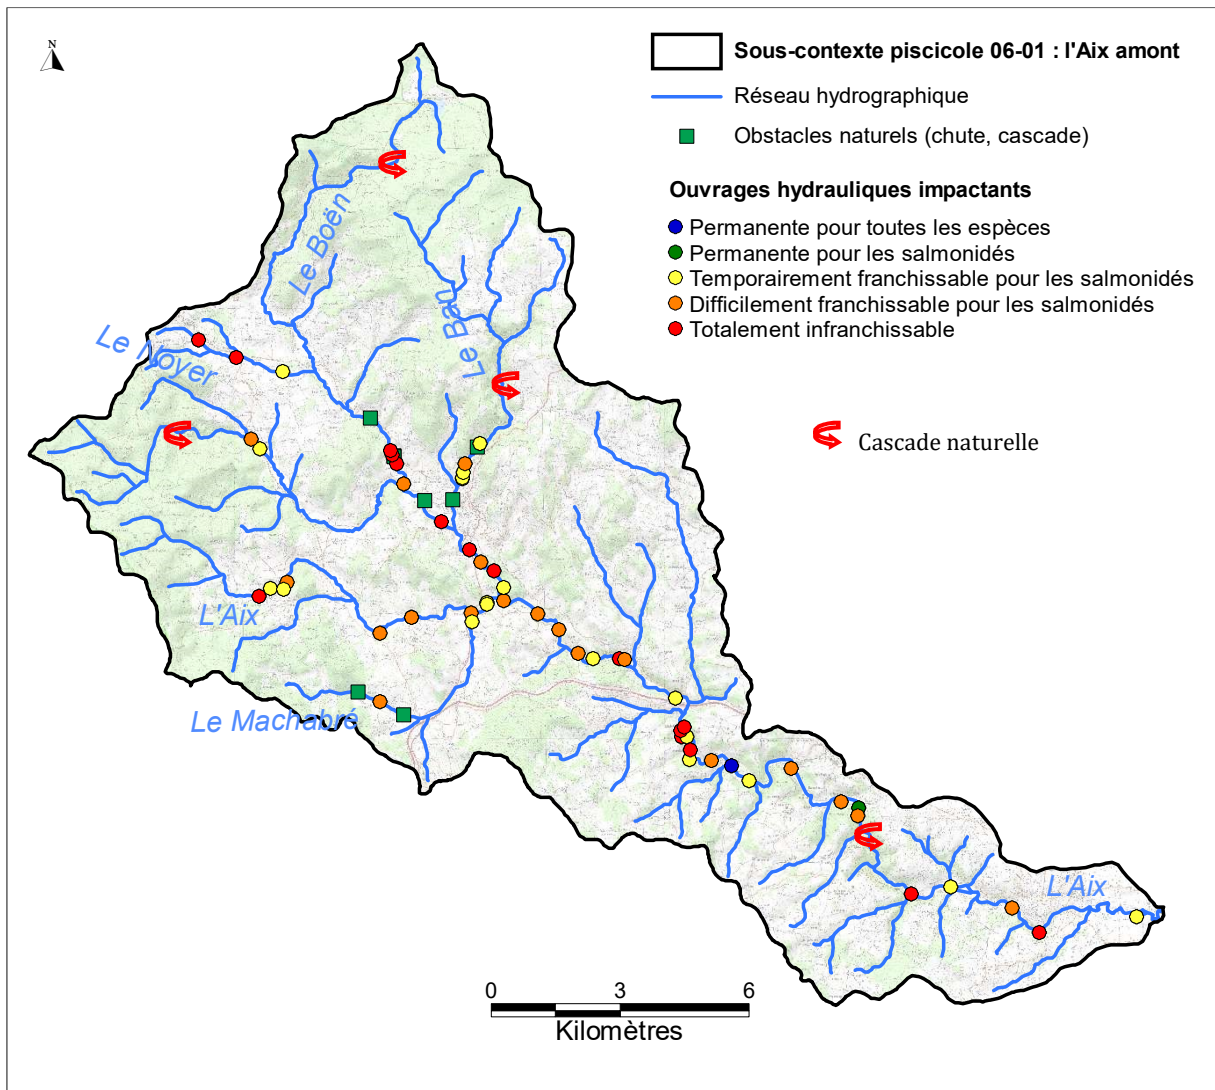 N
Sous-contexte piscicole 06-01 : l'Aix amont
Réseau hydrographique
Obstacles naturels (chute, cascade)
Ouvrages hydrauliques impactants
Permanente pour toutes les espèces
Permanente pour les salmonidés
Temporairement franchissable pour les salmonidés
Difficilement franchissable pour les salmonidés
Totalement infranchissable
Cascade naturelle
Le Boën
Le Ban
Le Noyer
L'Aix
Le Machabré
L'Aix
0 3 6
Kilomètres